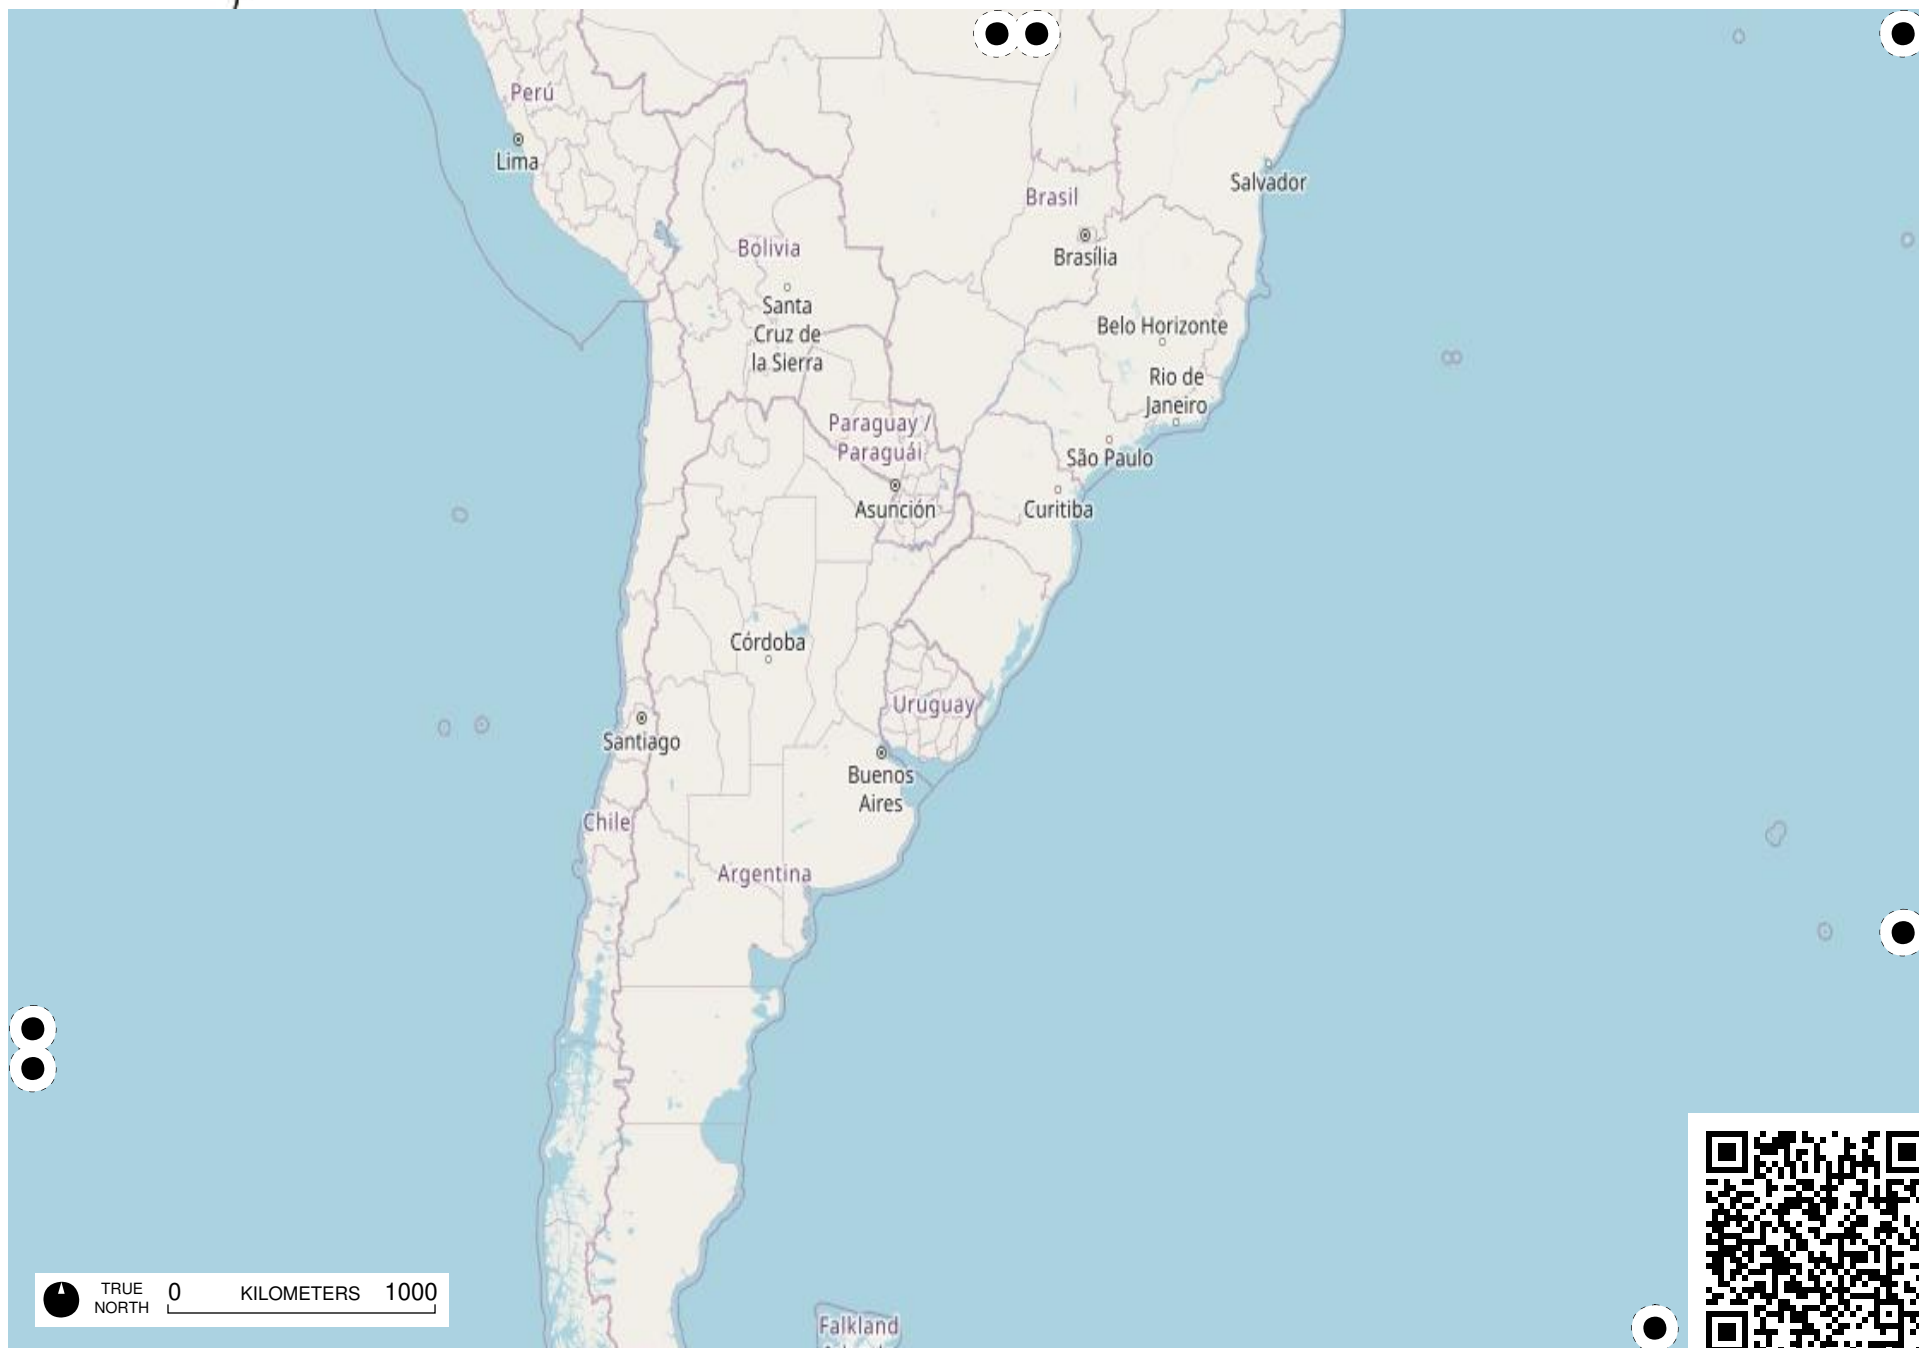 Perú
Lima
Salvador
Brasil
Bolivia
Brasília
Santa
Cruz de
la Sierra
Belo Horizonte
Rio de
Janeiro
Paraguay /
Paraguái
São Paulo
Asunción
Curitiba
Córdoba
Uruguay
Santiago
Buenos
Aires
Chile
Argentina
TRUE
NORTH
0 KILOMETERS 1000
Falkland